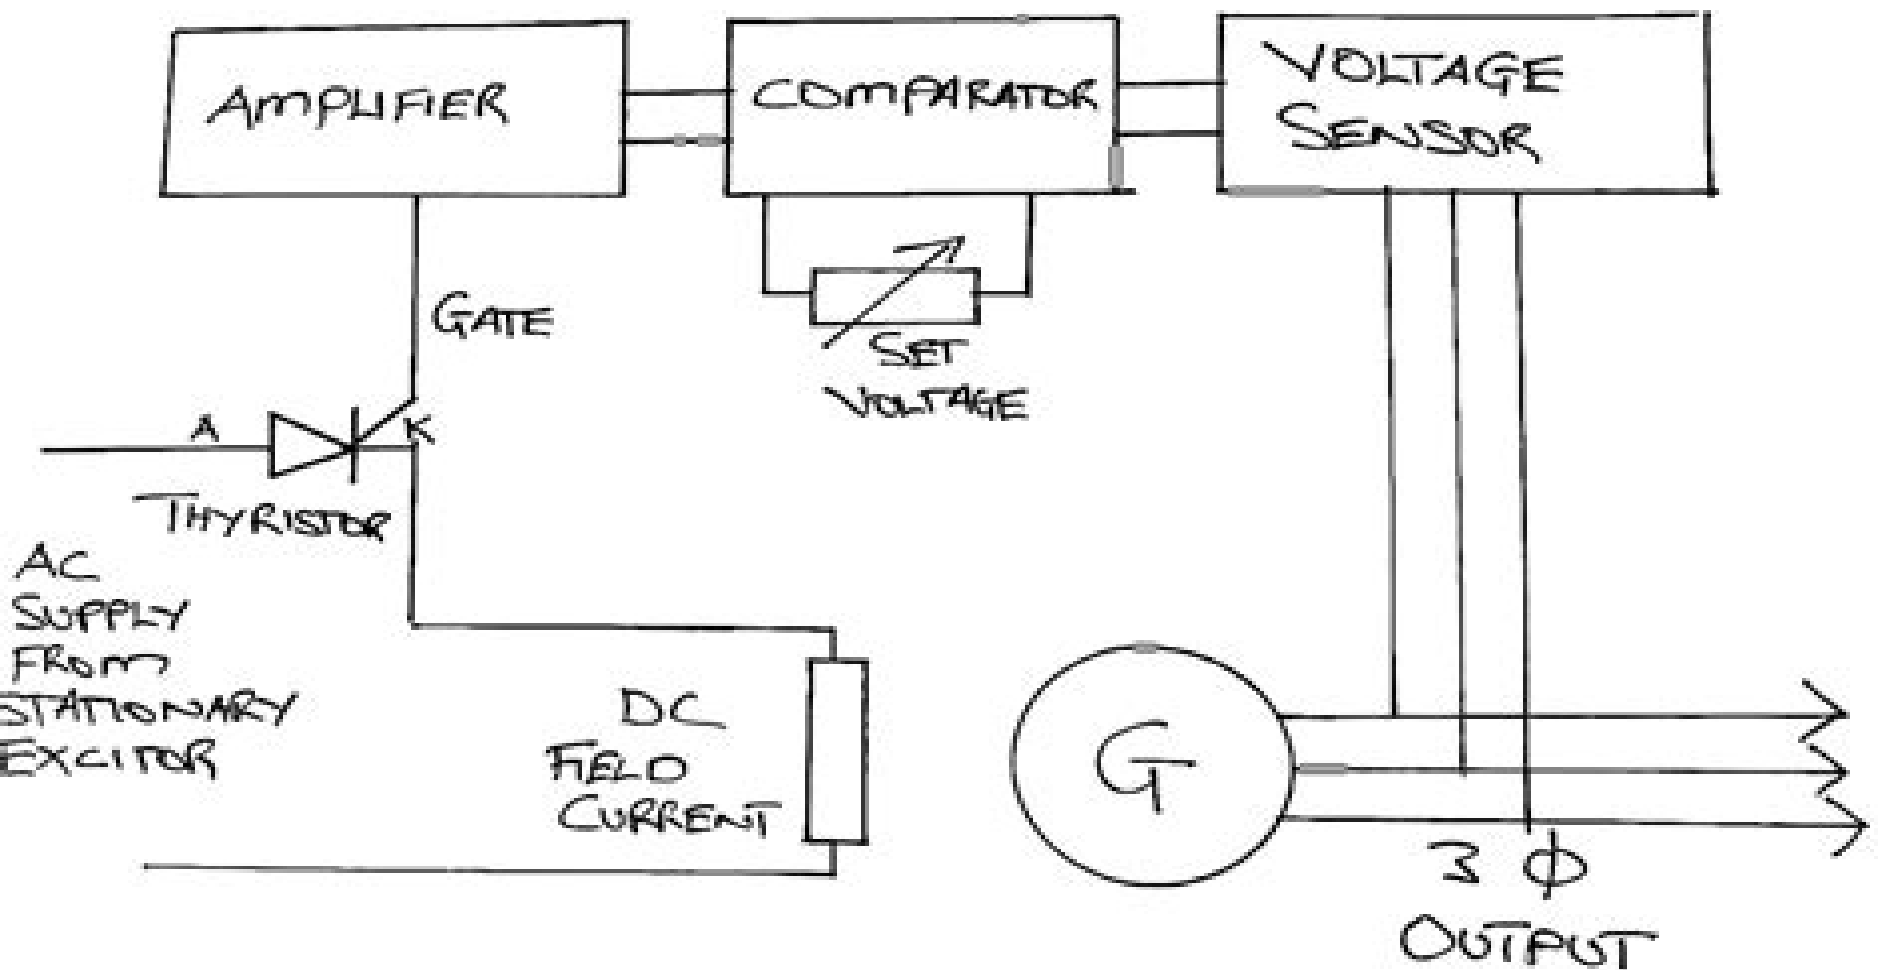 AMPLIFIER
COMPARATOR
VOLTAGE
SENSOR
GATE
SET
VOLTAGE
A
K
THYRISTOR
AC
SUPPLY
FROM
STATIONARY
EXCITOR
DC
FIELD
CURRENT
G
3 Φ
OUTPUT